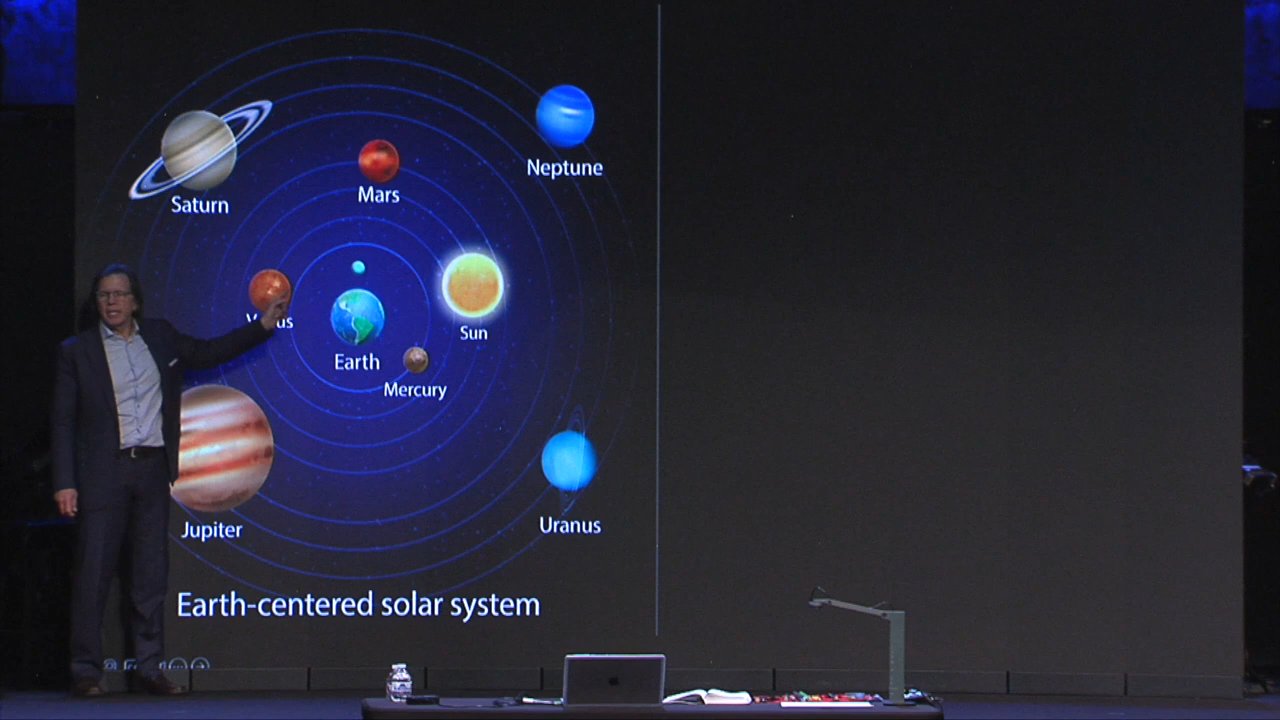 Neptune
Mars
Saturn
Sun
Earth
Mercury
Jupiter
Uranus
Earth-centered solar system